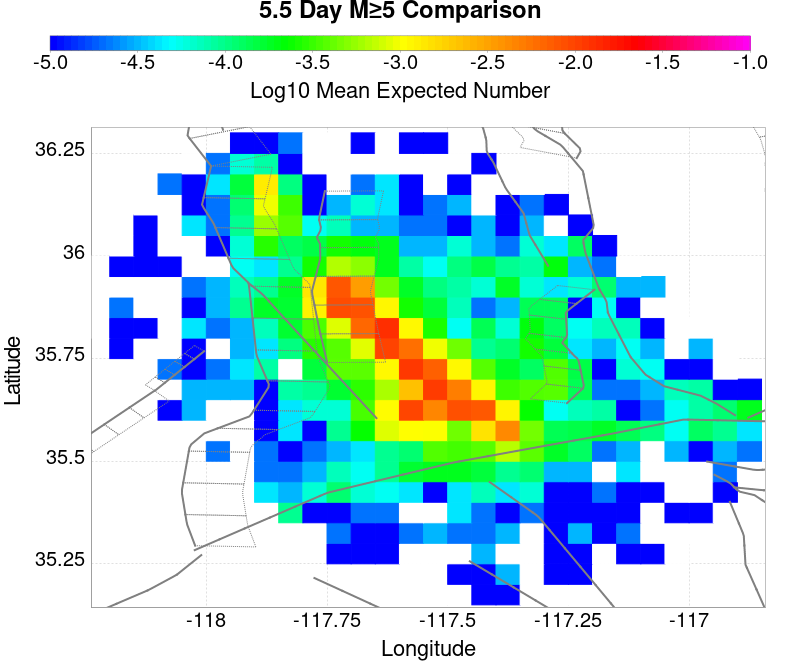 5.5 Day M≥5 Comparison
-5.0 -4.5 -4.0 -3.5 -3.0 -2.5 -2.0 -1.5 -1.0
Log10 Mean Expected Number
36.25
36
35.75
35.5
35.25
Latitude
-118 -117.75 -117.5 -117.25 -117
Longitude